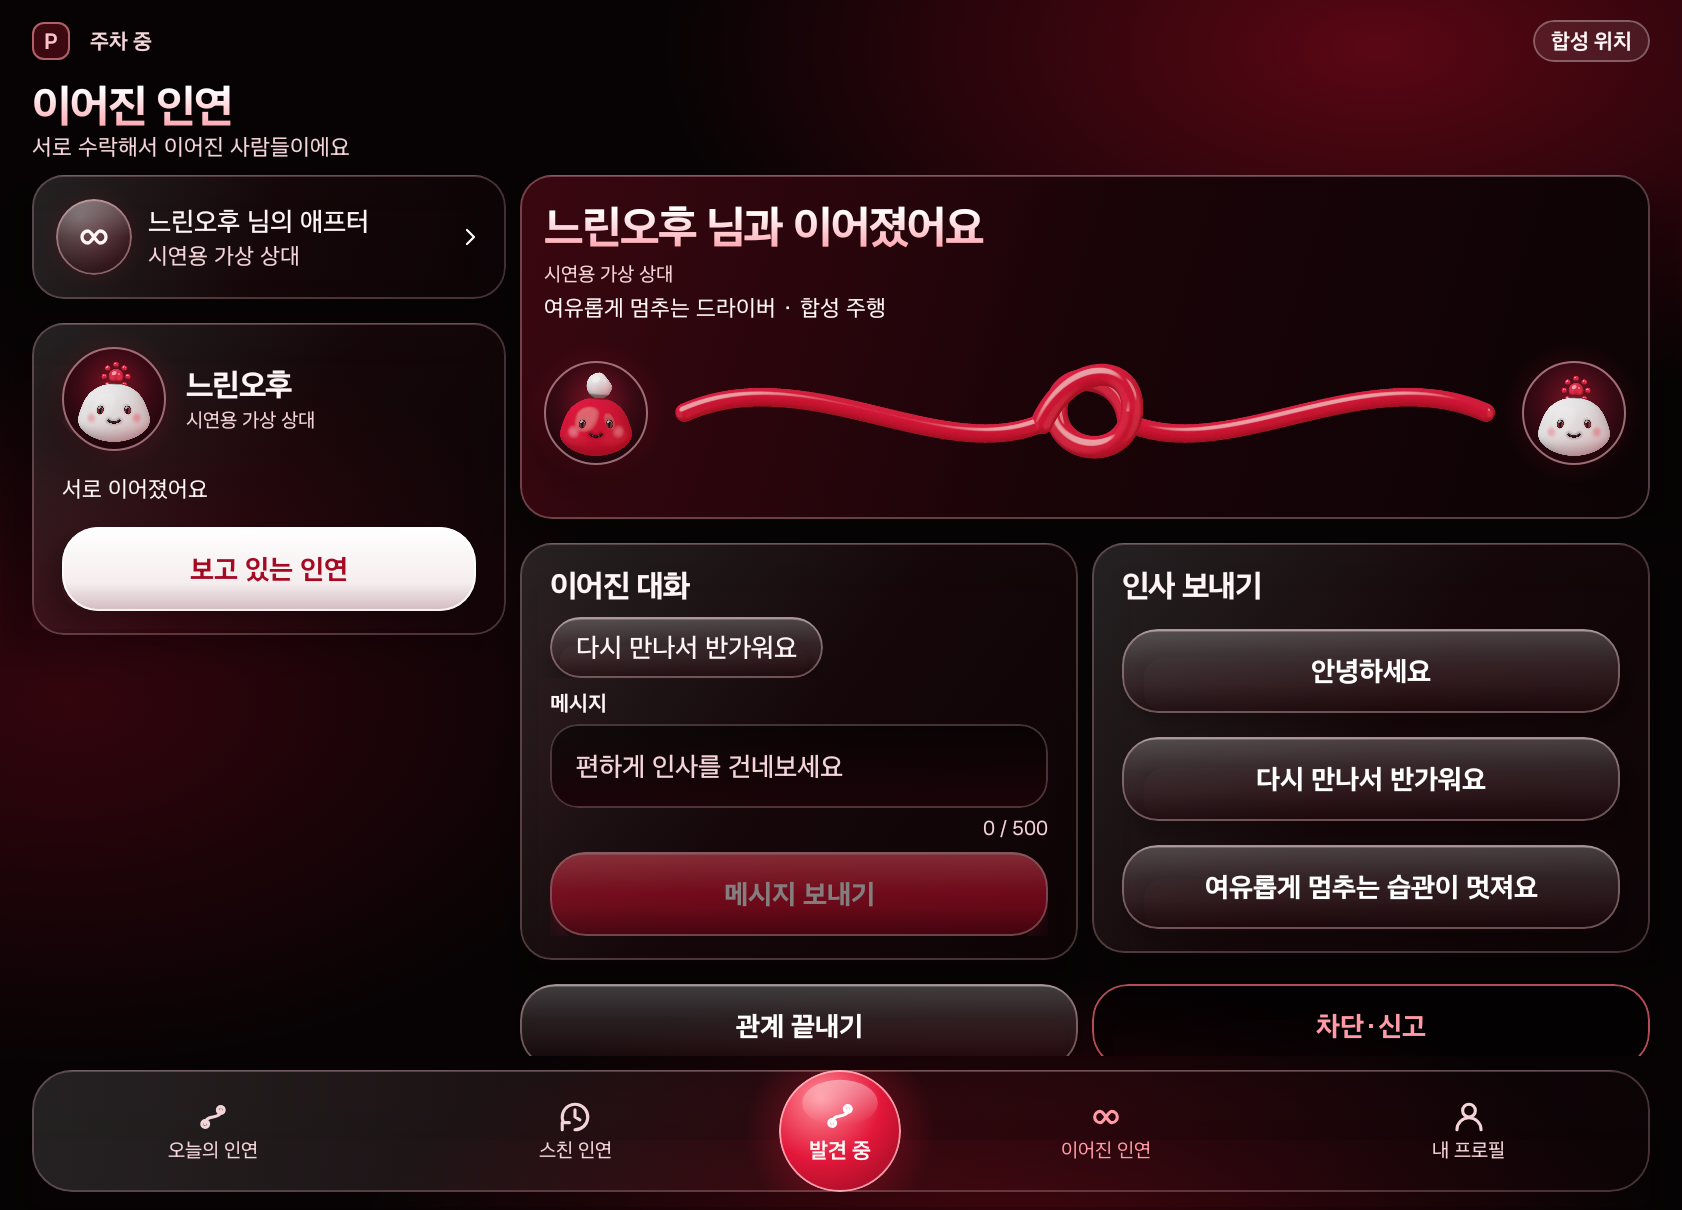 P 주차 중
합성 위치
이어진 인연
서로 수락해서 이어진 사람들이에요
느린오후 님의 애프터
시연용 가상 상대
느린오후
시연용 가상 상대
서로 이어졌어요
보고 있는 인연
느린오후 님과 이어졌어요
시연용 가상 상대
여유롭게 멈추는 드라이버 · 합성 주행
이어진 대화
다시 만나서 반가워요
메시지
편하게 인사를 건네보세요
0 / 500
메시지 보내기
인사 보내기
안녕하세요
다시 만나서 반가워요
여유롭게 멈추는 습관이 멋져요
관계 끝내기
차단·신고
오늘의 인연
스친 인연
발견 중
이어진 인연
내 프로필